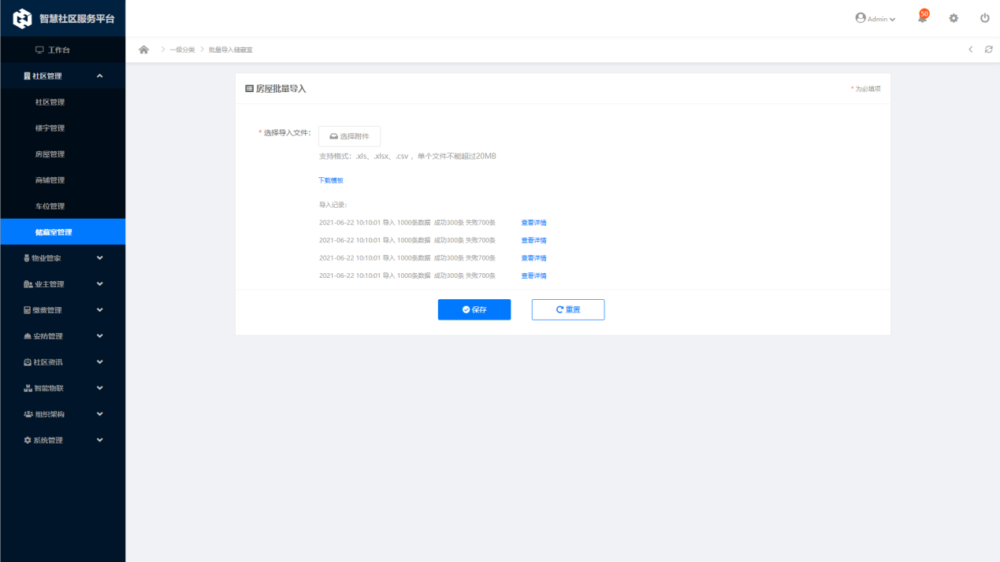 智慧社区服务平台
Admin
50
工作台
一级分类
批量导入储藏室
社区管理
社区管理
楼宇管理
房屋管理
商铺管理
车位管理
储藏室管理
物业管家
业主管理
缴费管理
安防管理
社区资讯
智能物联
组织架构
系统管理
房屋批量导入
* 为必填项
* 选择导入文件：
选择附件
支持格式：.xls、.xlsx、.csv ，单个文件不能超过20MB
下载模板
导入记录：
2021-06-22 10:10:01 导入 1000条数据 成功300条 失败700条 查看详情
2021-06-22 10:10:01 导入 1000条数据 成功300条 失败700条 查看详情
2021-06-22 10:10:01 导入 1000条数据 成功300条 失败700条 查看详情
2021-06-22 10:10:01 导入 1000条数据 成功300条 失败700条 查看详情
保存
重置